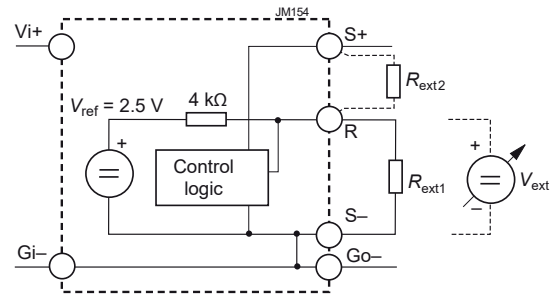 JM154
Vi+
S+
Rext2
Vref = 2.5 V
4 kΩ
R
+
Control
logic
Rext1
+
Vext
–
S–
Gi–
Go–